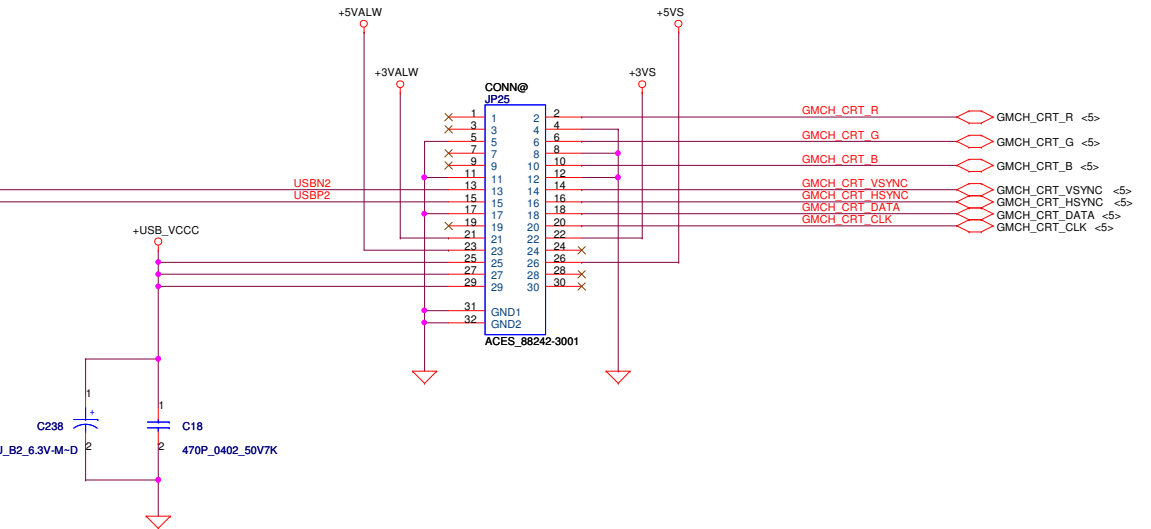 +5VALW
+5VS
+3VALW
+3VS
CONN@
JP25
1 1 2 2
3 3 4 4
5 5 6 6
7 7 8 8
9 9 10 10
11 11 12 12
13 13 14 14
15 15 16 16
17 17 18 18
19 19 20 20
21 21 22 22
23 23 24 24
25 25 26 26
27 27 28 28
29 29 30 30
31 GND1
32 GND2
ACES_88242-3001
GMCH_CRT_R GMCH_CRT_R <5>
GMCH_CRT_G GMCH_CRT_G <5>
GMCH_CRT_B GMCH_CRT_B <5>
GMCH_CRT_VSYNC GMCH_CRT_VSYNC <5>
GMCH_CRT_HSYNC GMCH_CRT_HSYNC <5>
GMCH_CRT_DATA GMCH_CRT_DATA <5>
GMCH_CRT_CLK GMCH_CRT_CLK <5>
USBN2
USBP2
+USB_VCCC
1 1
+
C238 C18
2 2
J_B2_6.3V-M~D 470P_0402_50V7K